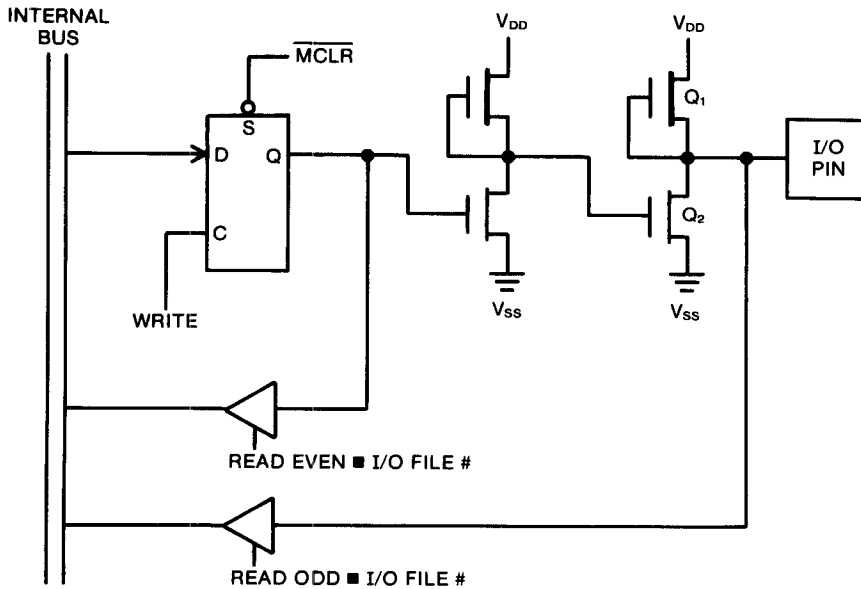 INTERNAL
BUS
MCLR
VDD
VDD
S
D
Q
C
Q1
Q2
I/O
PIN
WRITE
VSS
VSS
READ EVEN ■ I/O FILE #
READ ODD ■ I/O FILE #